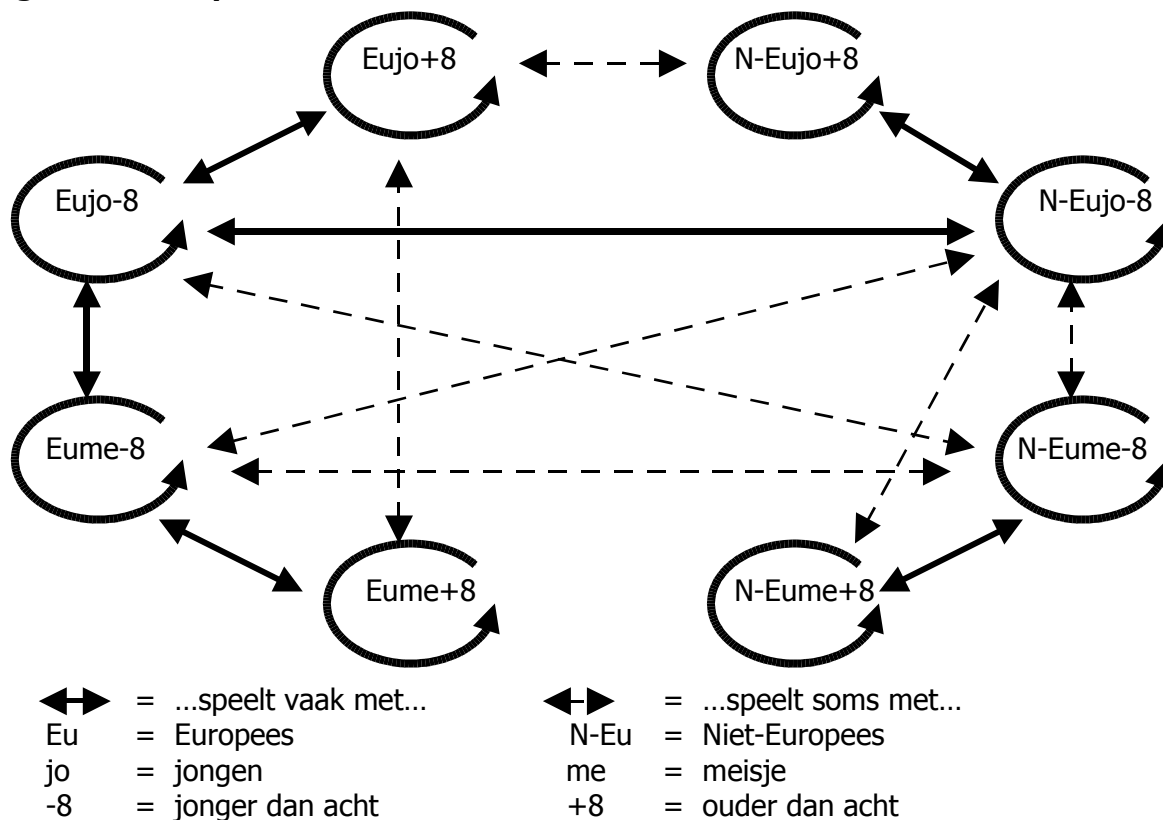 Eujo+8 N-Eujo+8
Eujo-8 N-Eujo-8
Eume-8 N-Eume-8
Eume+8 N-Eume+8
= ...speelt vaak met... = ...speelt soms met...
Eu = Europees N-Eu = Niet-Europees
jo = jongen me = meisje
-8 = jonger dan acht +8 = ouder dan acht